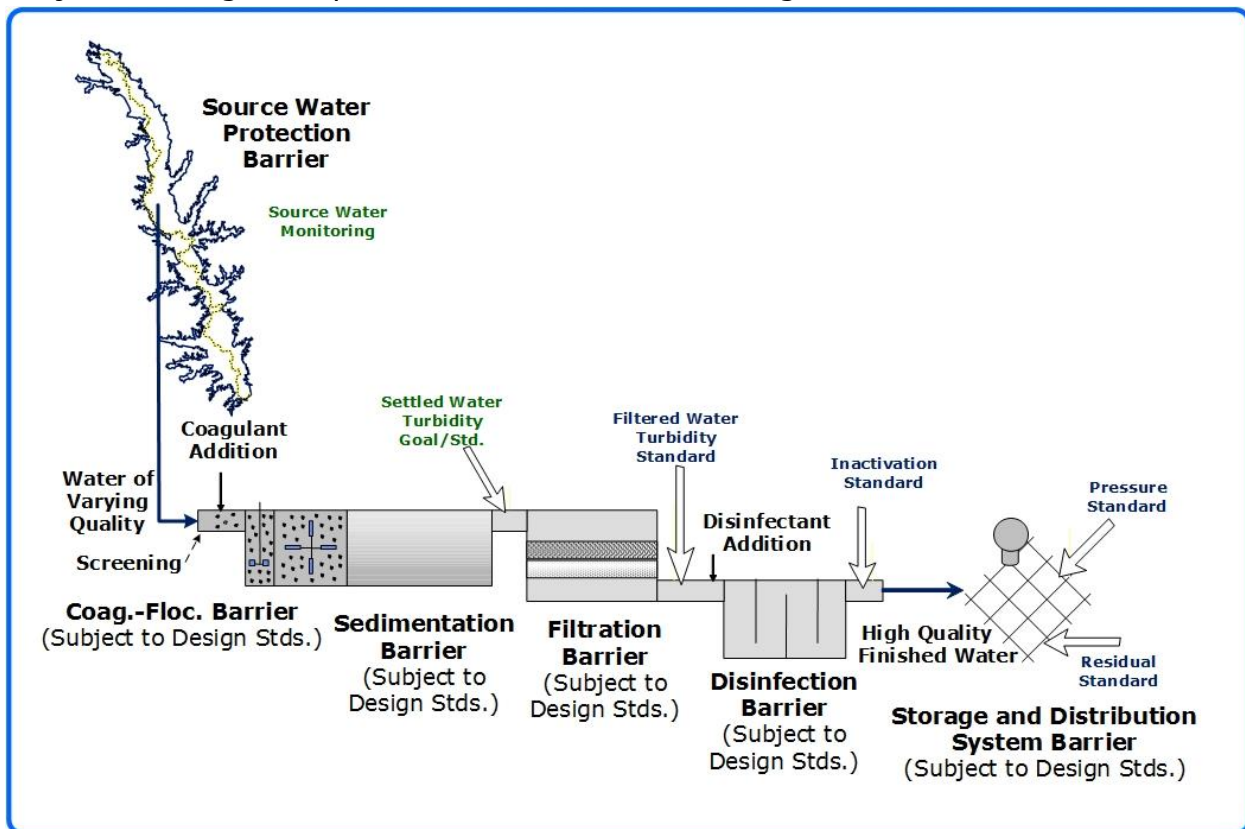 Source Water
Protection
Barrier
Source Water
Monitoring
Coagulant
Addition
Settled Water
Turbidity
Goal/Std.
Filtered Water
Turbidity
Standard
Inactivation
Standard
Pressure
Standard
Water of
Varying
Quality
Screening
Disinfectant
Addition
Coag.-Floc. Barrier
(Subject to Design Stds.)
Sedimentation
Barrier
(Subject to
Design Stds.)
Filtration
Barrier
(Subject to
Design Stds.)
Disinfection
Barrier
(Subject to
Design Stds.)
High Quality
Finished Water
Residual
Standard
Storage and Distribution
System Barrier
(Subject to Design Stds.)